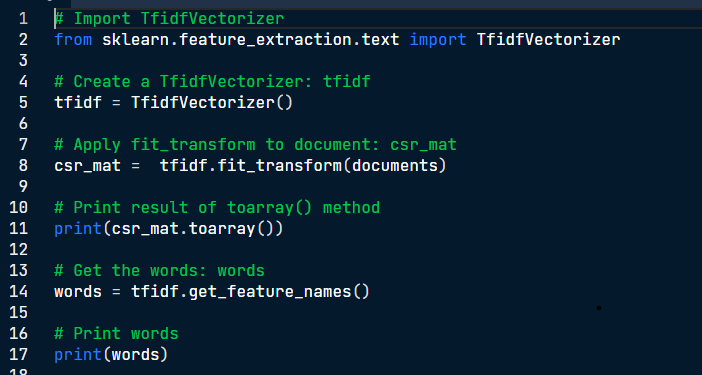 1 # Import TfidfVectorizer
2 from sklearn.feature_extraction.text import TfidfVectorizer
3
4 # Create a TfidfVectorizer: tfidf
5 tfidf = TfidfVectorizer()
6
7 # Apply fit_transform to document: csr_mat
8 csr_mat =  tfidf.fit_transform(documents)
9
10 # Print result of toarray() method
11 print(csr_mat.toarray())
12
13 # Get the words: words
14 words = tfidf.get_feature_names()
15
16 # Print words
17 print(words)
18